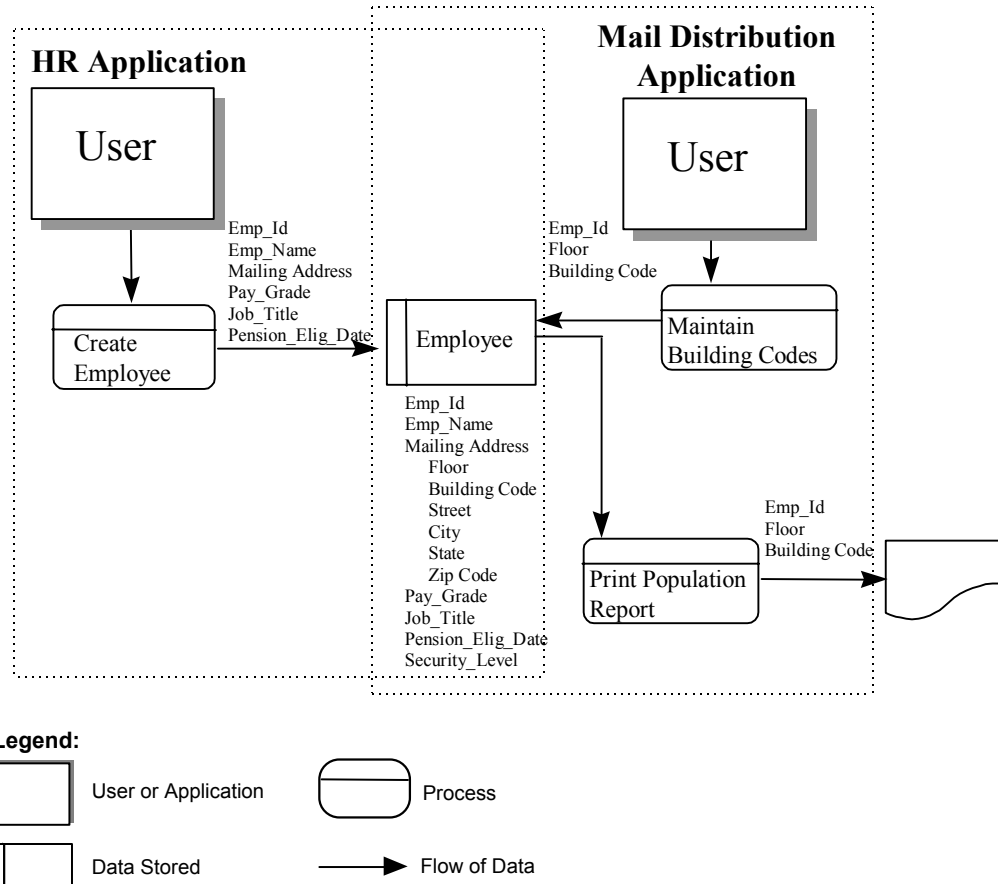 HR Application
User
Emp_Id
Emp_Name
Mailing Address
Pay_Grade
Job_Title
Pension_Elig_Date
Create
Employee
Mail Distribution
Application
User
Emp_Id
Floor
Building Code
Maintain
Building Codes
Employee
Emp_Id
Emp_Name
Mailing Address
Floor
Building Code
Street
City
State
Zip Code
Pay_Grade
Job_Title
Pension_Elig_Date
Security_Level
Print Population
Report
Emp_Id
Floor
Building Code
Legend:
User or Application
Process
Data Stored
Flow of Data